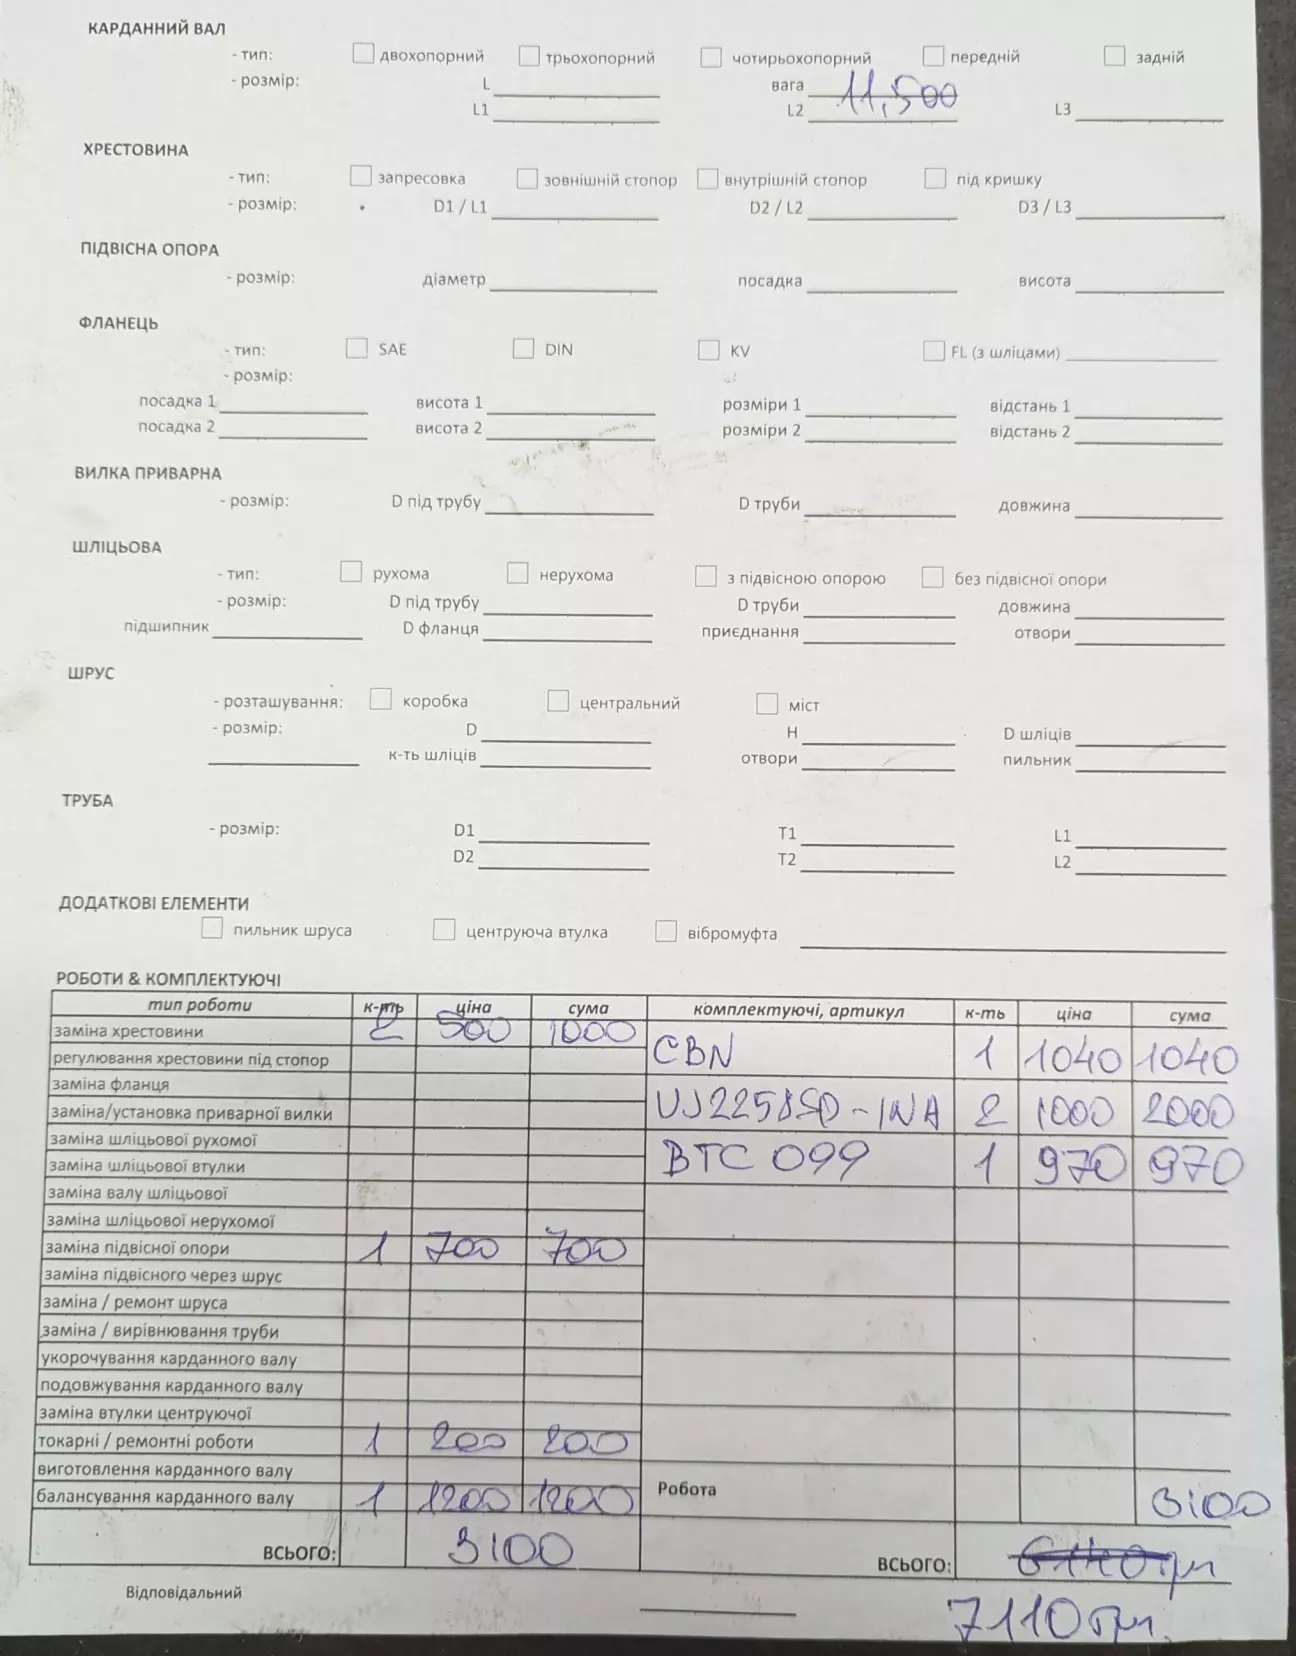 КАРДАННИЙ ВАЛ
- тип: двохопорний трьохопорний чотирьохопорний передній задній
- розмір: L вага 11,500
L1 L2 L3
ХРЕСТОВИНА
- тип: запресовка зовнішній стопор внутрішній стопор під кришку
- розмір: D1 / L1 D2 / L2 D3 / L3
ПІДВІСНА ОПОРА
- розмір: діаметр посадка висота
ФЛАНЕЦЬ
- тип: SAE DIN KV FL (з шліцами)
- розмір:
посадка 1 висота 1 розміри 1 відстань 1
посадка 2 висота 2 розміри 2 відстань 2
ВИЛКА ПРИВАРНА
- розмір: D під трубу D труби довжина
ШЛІЦЬОВА
- тип: рухома нерухома з підвісною опорою без підвісної опори
- розмір: D під трубу D труби довжина
підшипник D фланця приєднання отвори
ШРУС
- розташування: коробка центральний міст
- розмір: D H D шліців
к-ть шліців отвори пильник
ТРУБА
- розмір: D1 T1 L1
D2 T2 L2
ДОДАТКОВІ ЕЛЕМЕНТИ
пильник шруса центруюча втулка вібромуфта
РОБОТИ & КОМПЛЕКТУЮЧІ
тип роботи к-ть ціна сума комплектуючі, артикул к-ть ціна сума
заміна хрестовини 2 500 1000 CBN 1 1040 1040
регулювання хрестовини під стопор
заміна фланця
заміна/установка приварної вилки UJ2258SD-INA 2 1000 2000
заміна шліцьової рухомої BTC 099 1 970 970
заміна шліцьової втулки
заміна валу шліцьової
заміна шліцьової нерухомої
заміна підвісної опори 1 700 700
заміна підвісного через шрус
заміна / ремонт шруса
заміна / вирівнювання труби
укорочування карданного валу
подовжування карданного валу
заміна втулки центруючої
токарні / ремонтні роботи 1 200 200
виготовлення карданного валу
балансування карданного валу 1 1200 1200 Робота 3100
ВСЬОГО: 3100 ВСЬОГО: 6140грн
Відповідальний 7110грн.